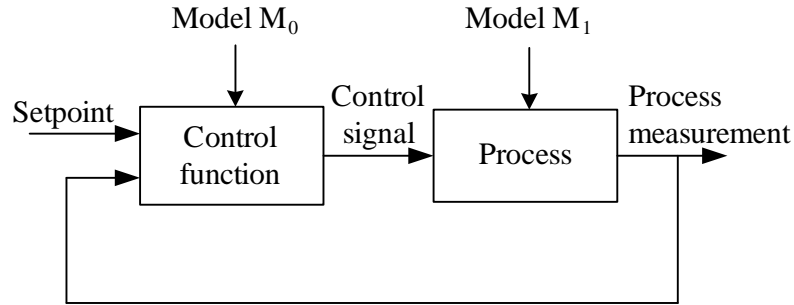 Model M₀
Model M₁
Setpoint
Control
signal
Process
measurement
Control
function
Process